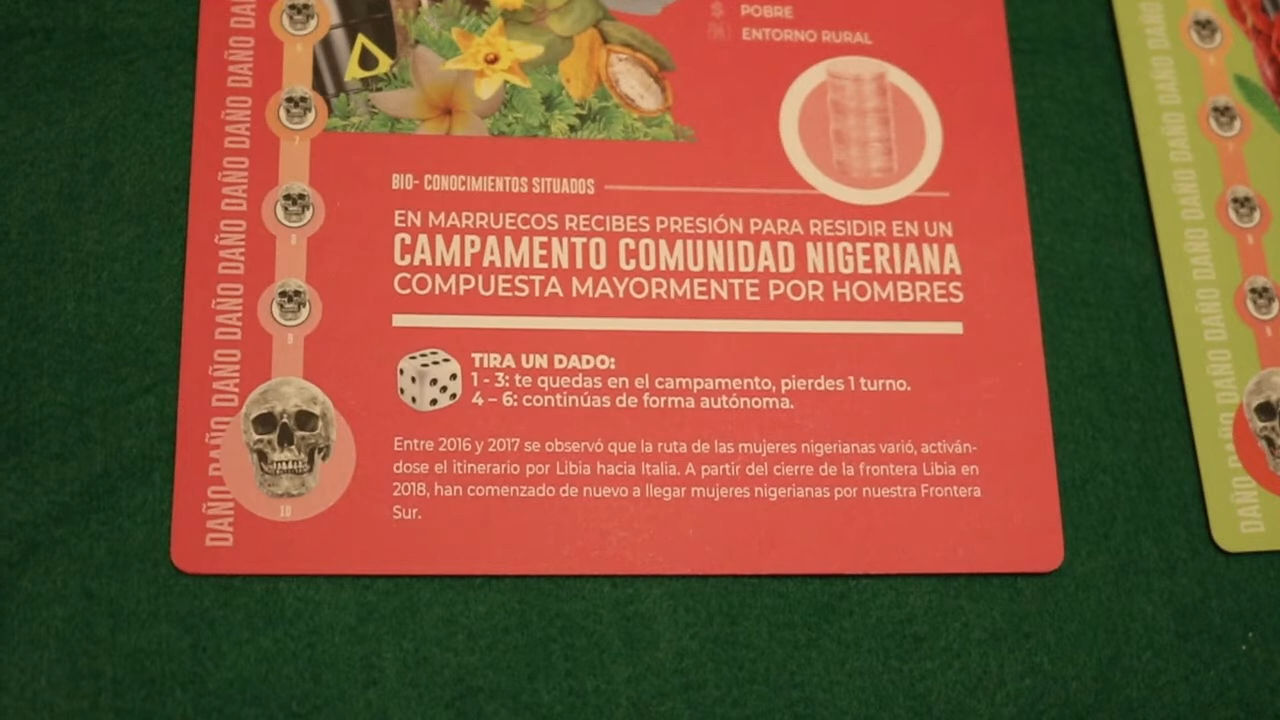 POBRE
ENTORNO RURAL
BIO- CONOCIMIENTOS SITUADOS
EN MARRUECOS RECIBES PRESIÓN PARA RESIDIR EN UN
CAMPAMENTO COMUNIDAD NIGERIANA
COMPUESTA MAYORMENTE POR HOMBRES
TIRA UN DADO:
1 - 3: te quedas en el campamento, pierdes 1 turno.
4 – 6: continúas de forma autónoma.
Entre 2016 y 2017 se observó que la ruta de las mujeres nigerianas varió, activán-
dose el itinerario por Libia hacia Italia. A partir del cierre de la frontera Libia en
2018, han comenzado de nuevo a llegar mujeres nigerianas por nuestra Frontera
Sur.
DAÑO DAÑO DAÑO DAÑO DAÑO DAÑO
7
8
9
10
DAÑO DAÑO DAÑO DAÑO DAÑO DAÑO